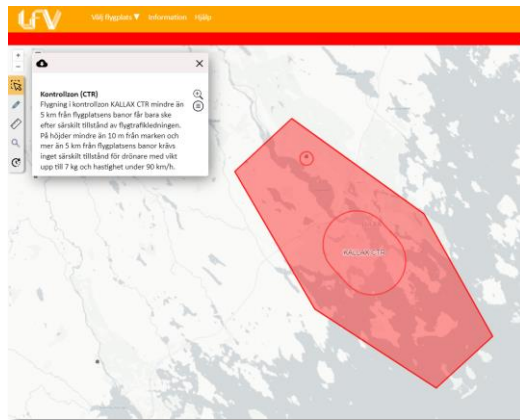 LFV
Välj flygplats▼ Information Hjälp
Kontrollzon (CTR)
Flygning i kontrollzon KALLAX CTR mindre än
5 km från flygplatsens banor får bara ske
efter särskilt tillstånd av flygtrafikledningen.
På höjder mindre än 10 m från marken och
mer än 5 km från flygplatsens banor krävs
inget särskilt tillstånd för drönare med vikt
upp till 7 kg och hastighet under 90 km/h.
KALLAX CTR